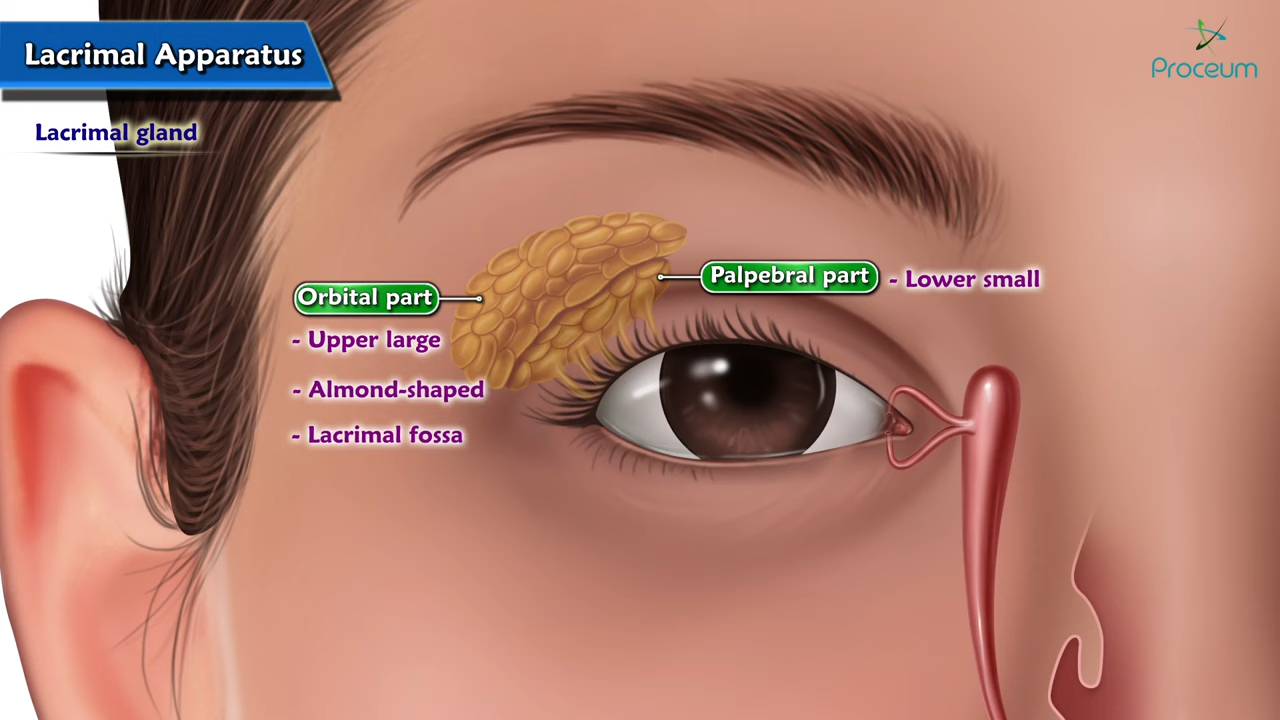 Lacrimal Apparatus
Proceum
Lacrimal gland
Orbital part
- Upper large
- Almond-shaped
- Lacrimal fossa
Palpebral part - Lower small